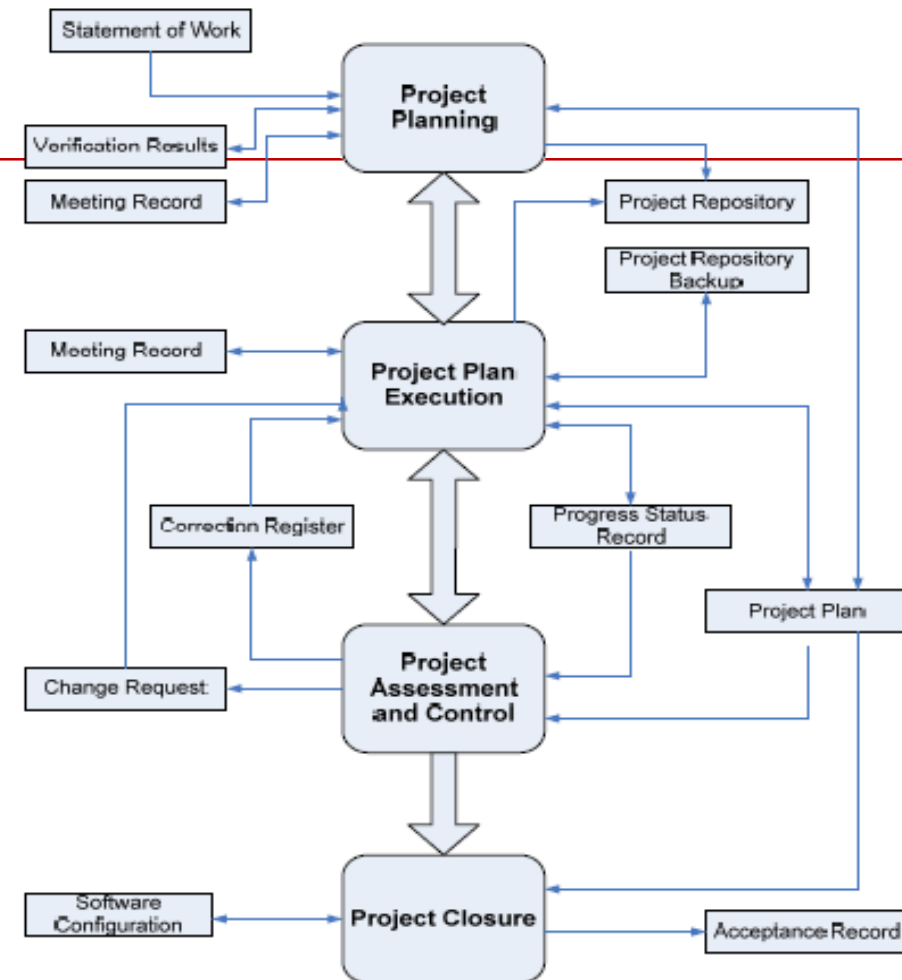 Statement of Work
Project
Planning
Verification Results
Meeting Record
Project Repository
Project Repository
Backup
Meeting Record
Project Plan
Execution
Correction Register
Progress Status
Record
Project Plan
Change Request
Project
Assessment
and Control
Software
Configuration
Project Closure
Acceptance Record